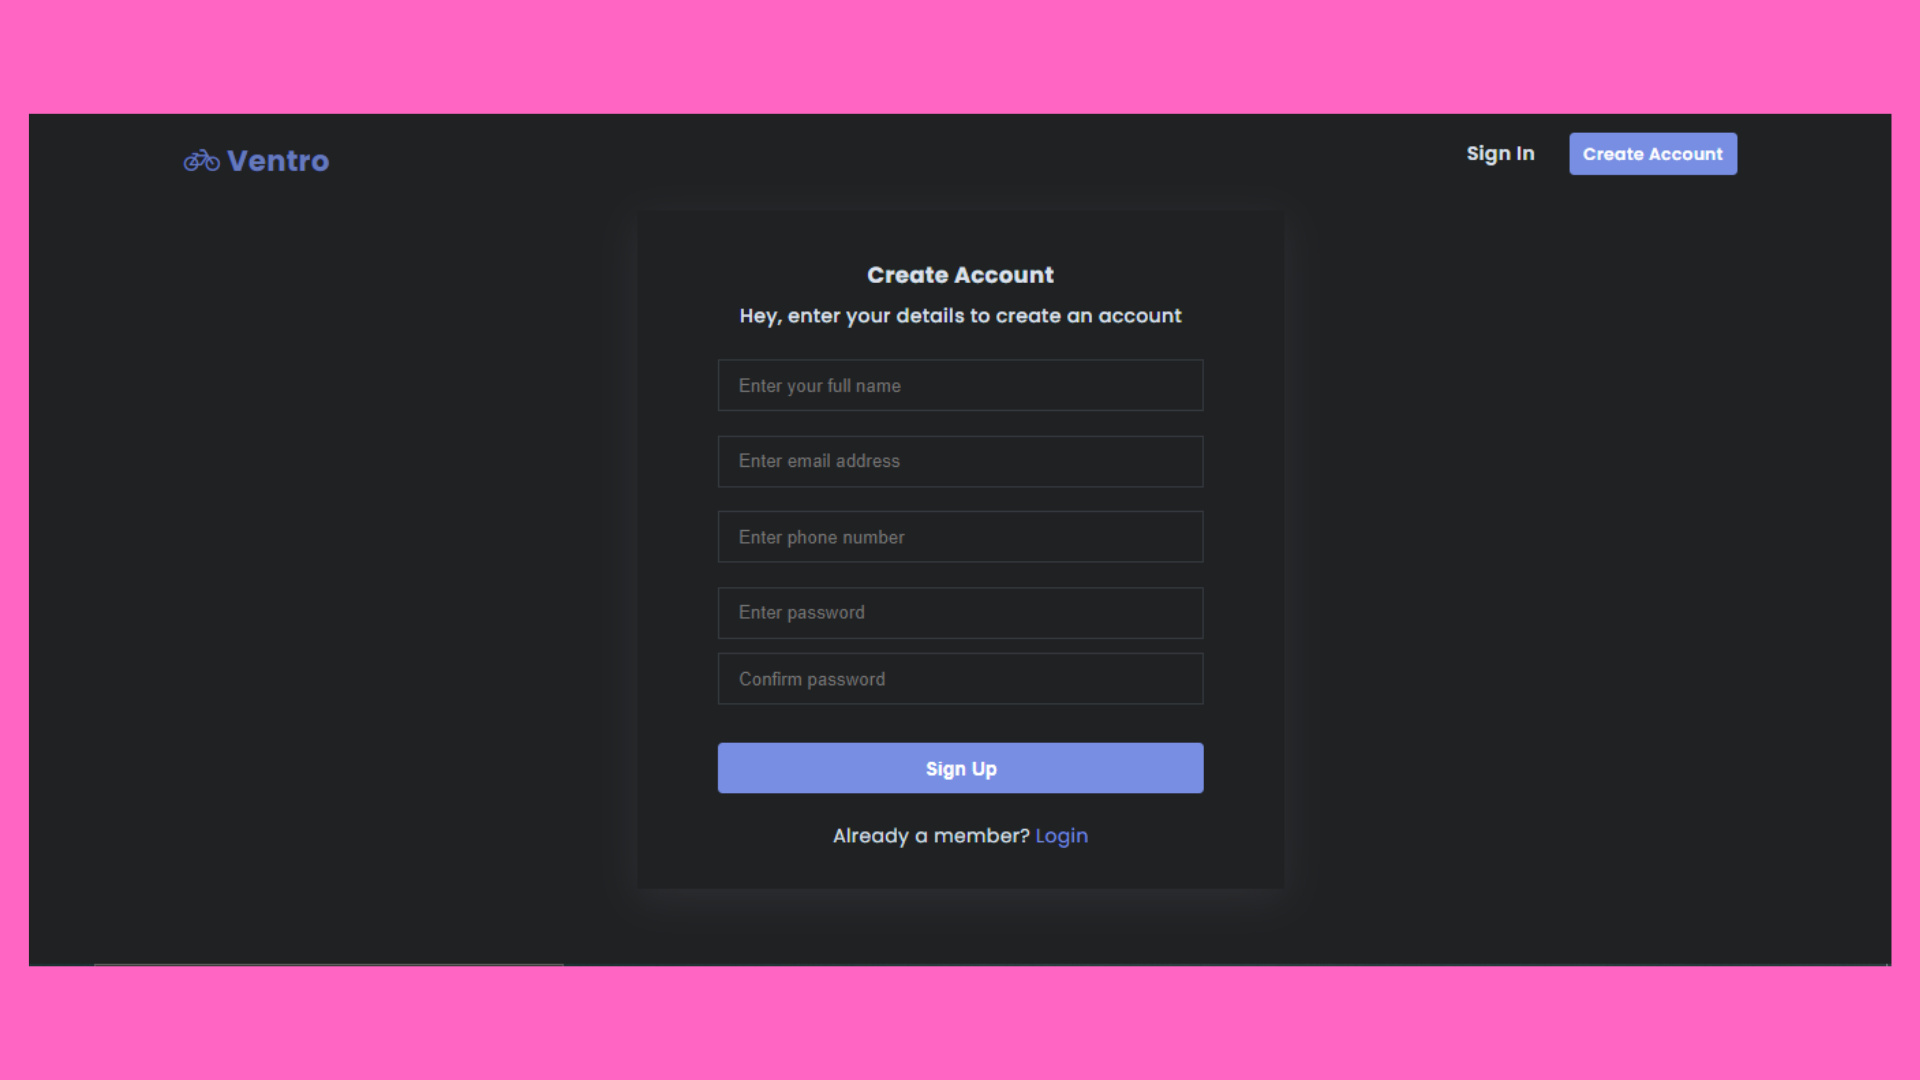 Ventro
Sign In
Create Account
Create Account
Hey, enter your details to create an account
Enter your full name
Enter email address
Enter phone number
Enter password
Confirm password
Sign Up
Already a member? Login